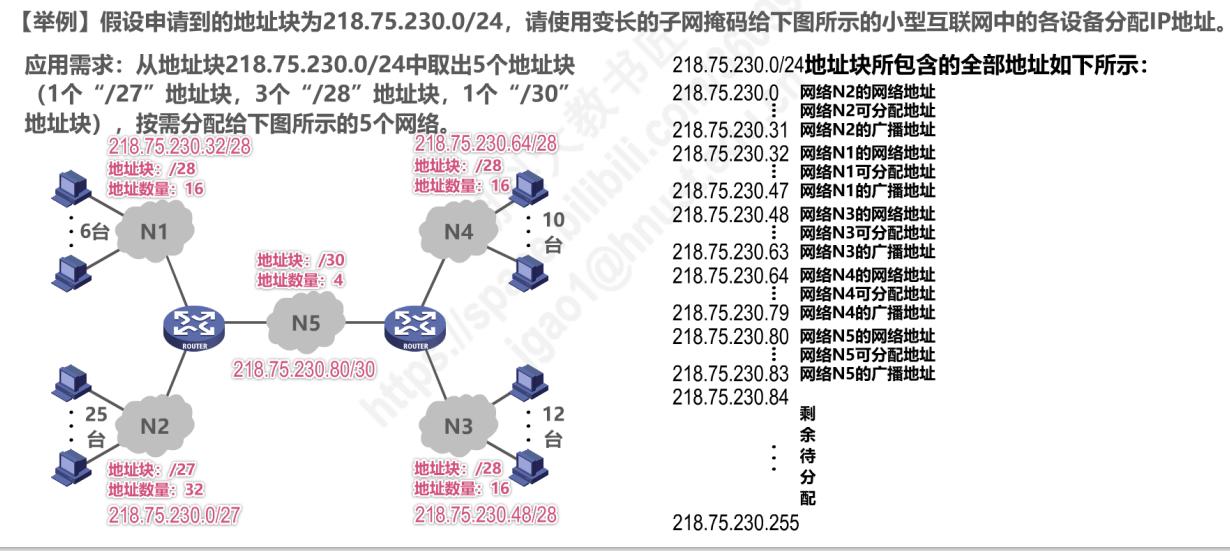 【举例】假设申请到的地址块为218.75.230.0/24，请使用变长的子网掩码给下图所示的小型互联网中的各设备分配IP地址。
应用需求：从地址块218.75.230.0/24中取出5个地址块
（1个“/27”地址块，3个“/28”地址块，1个“/30”
地址块），按需分配给下图所示的5个网络。
218.75.230.32/28
地址块：/28
地址数量：16
6台
N1
218.75.230.64/28
地址块：/28
地址数量：16
N4
10
台
地址块：/30
地址数量：4
N5
ROUTER
ROUTER
218.75.230.80/30
25
台
N2
地址块：/27
地址数量：32
218.75.230.0/27
N3
12
台
地址块：/28
地址数量：16
218.75.230.48/28
218.75.230.0/24地址块所包含的全部地址如下所示：
218.75.230.0 网络N2的网络地址
⋮ 网络N2可分配地址
218.75.230.31 网络N2的广播地址
218.75.230.32 网络N1的网络地址
⋮ 网络N1可分配地址
218.75.230.47 网络N1的广播地址
218.75.230.48 网络N3的网络地址
⋮ 网络N3可分配地址
218.75.230.63 网络N3的广播地址
218.75.230.64 网络N4的网络地址
⋮ 网络N4可分配地址
218.75.230.79 网络N4的广播地址
218.75.230.80 网络N5的网络地址
⋮ 网络N5可分配地址
218.75.230.83 网络N5的广播地址
218.75.230.84
⋮ 剩余待分配
218.75.230.255